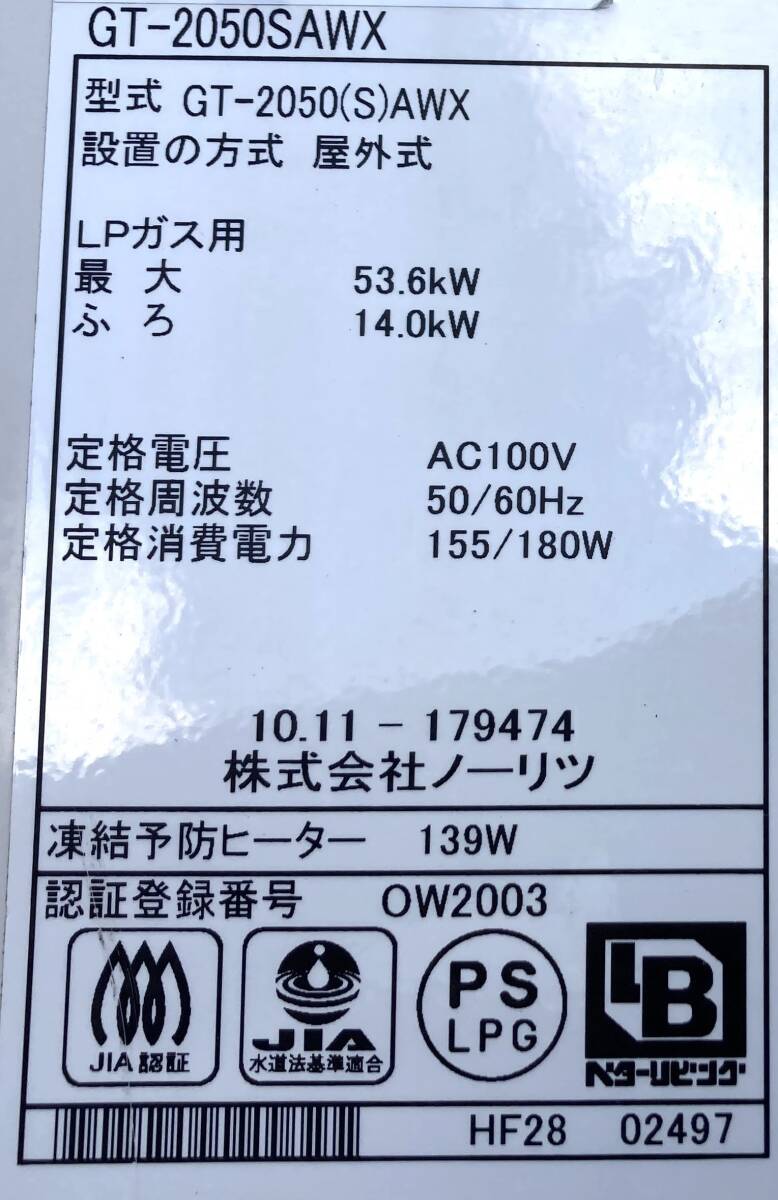 GT-2050SAWX
型式 GT-2050(S)AWX
設置の方式 屋外式
LPガス用
最 大 53.6kW
ふ ろ 14.0kW
定格電圧 AC100V
定格周波数 50/60Hz
定格消費電力 155/180W
10.11 - 179474
株式会社ノーリツ
凍結予防ヒーター 139W
認証登録番号 OW2003
JIA認証
JIA
水道法基準適合
PS
LPG
LB
ベターリビング
HF28 02497